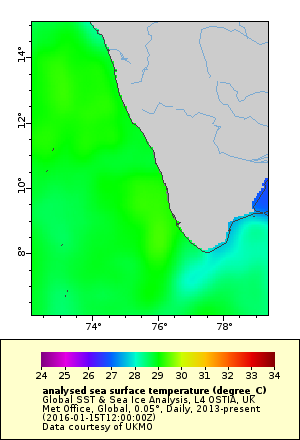 14°
12°
10°
8°
74°
76°
78°
24 25 26 27 28 29 30 31 32 33 34
analysed sea surface temperature (degree_C)
Global SST & Sea Ice Analysis, L4 OSTIA, UK
Met Office, Global, 0.05°, Daily, 2013-present
(2016-01-15T12:00:00Z)
Data courtesy of UKMO